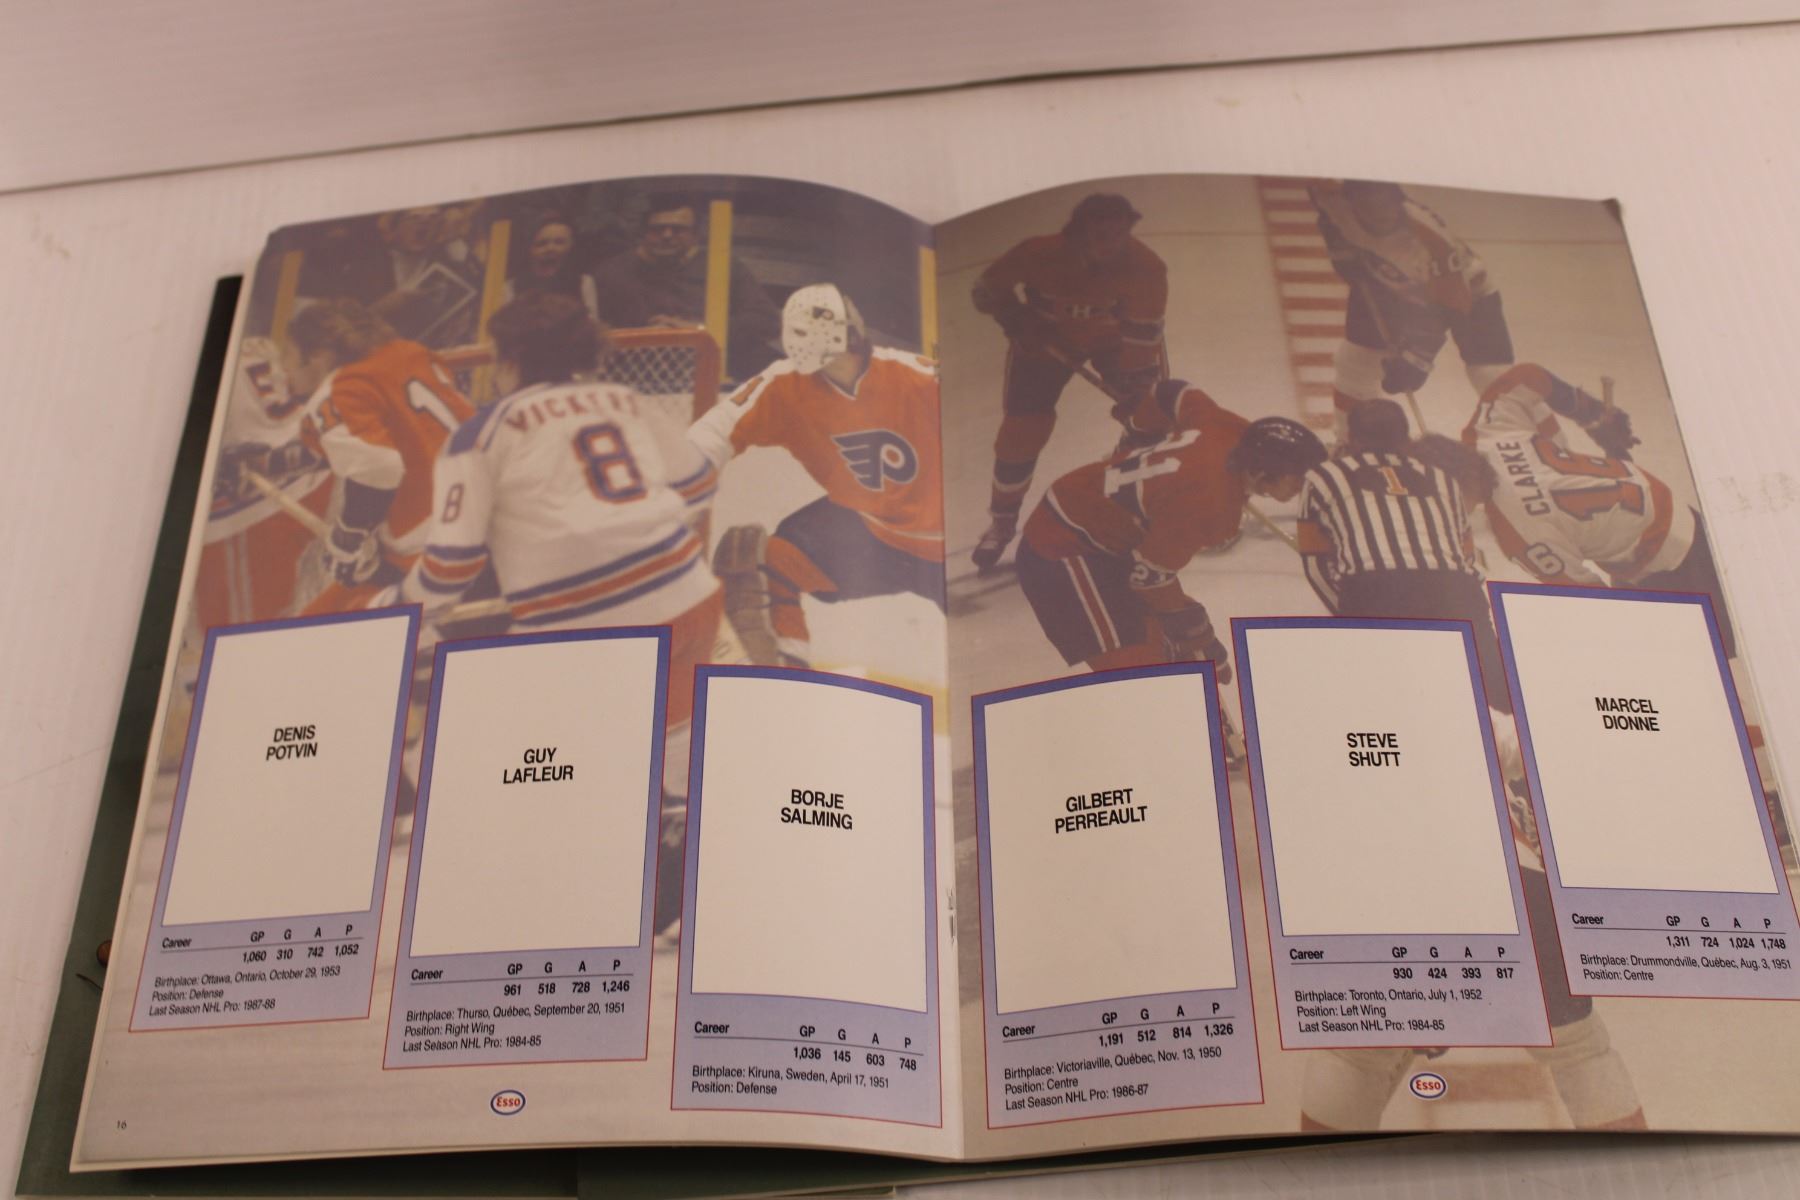 VICKERS
8
8
1
CLARKE
16
16
DENIS
POTVIN
Career GP G A P
1,060 310 742 1,052
Birthplace: Ottawa, Ontario, October 29, 1953
Position: Defense
Last Season NHL Pro: 1987-88
GUY
LAFLEUR
Career GP G A P
961 518 728 1,246
Birthplace: Thurso, Québec, September 20, 1951
Position: Right Wing
Last Season NHL Pro: 1984-85
BORJE
SALMING
Career GP G A P
1,036 145 603 748
Birthplace: Kiruna, Sweden, April 17, 1951
Position: Defense
Esso
16
GILBERT
PERREAULT
Career GP G A P
1,191 512 814 1,326
Birthplace: Victoriaville, Québec, Nov. 13, 1950
Position: Centre
Last Season NHL Pro: 1986-87
STEVE
SHUTT
Career GP G A P
930 424 393 817
Birthplace: Toronto, Ontario, July 1, 1952
Position: Left Wing
Last Season NHL Pro: 1984-85
MARCEL
DIONNE
Career GP G A P
1,311 724 1,024 1,748
Birthplace: Drummondville, Québec, Aug. 3, 1951
Position: Centre
Esso